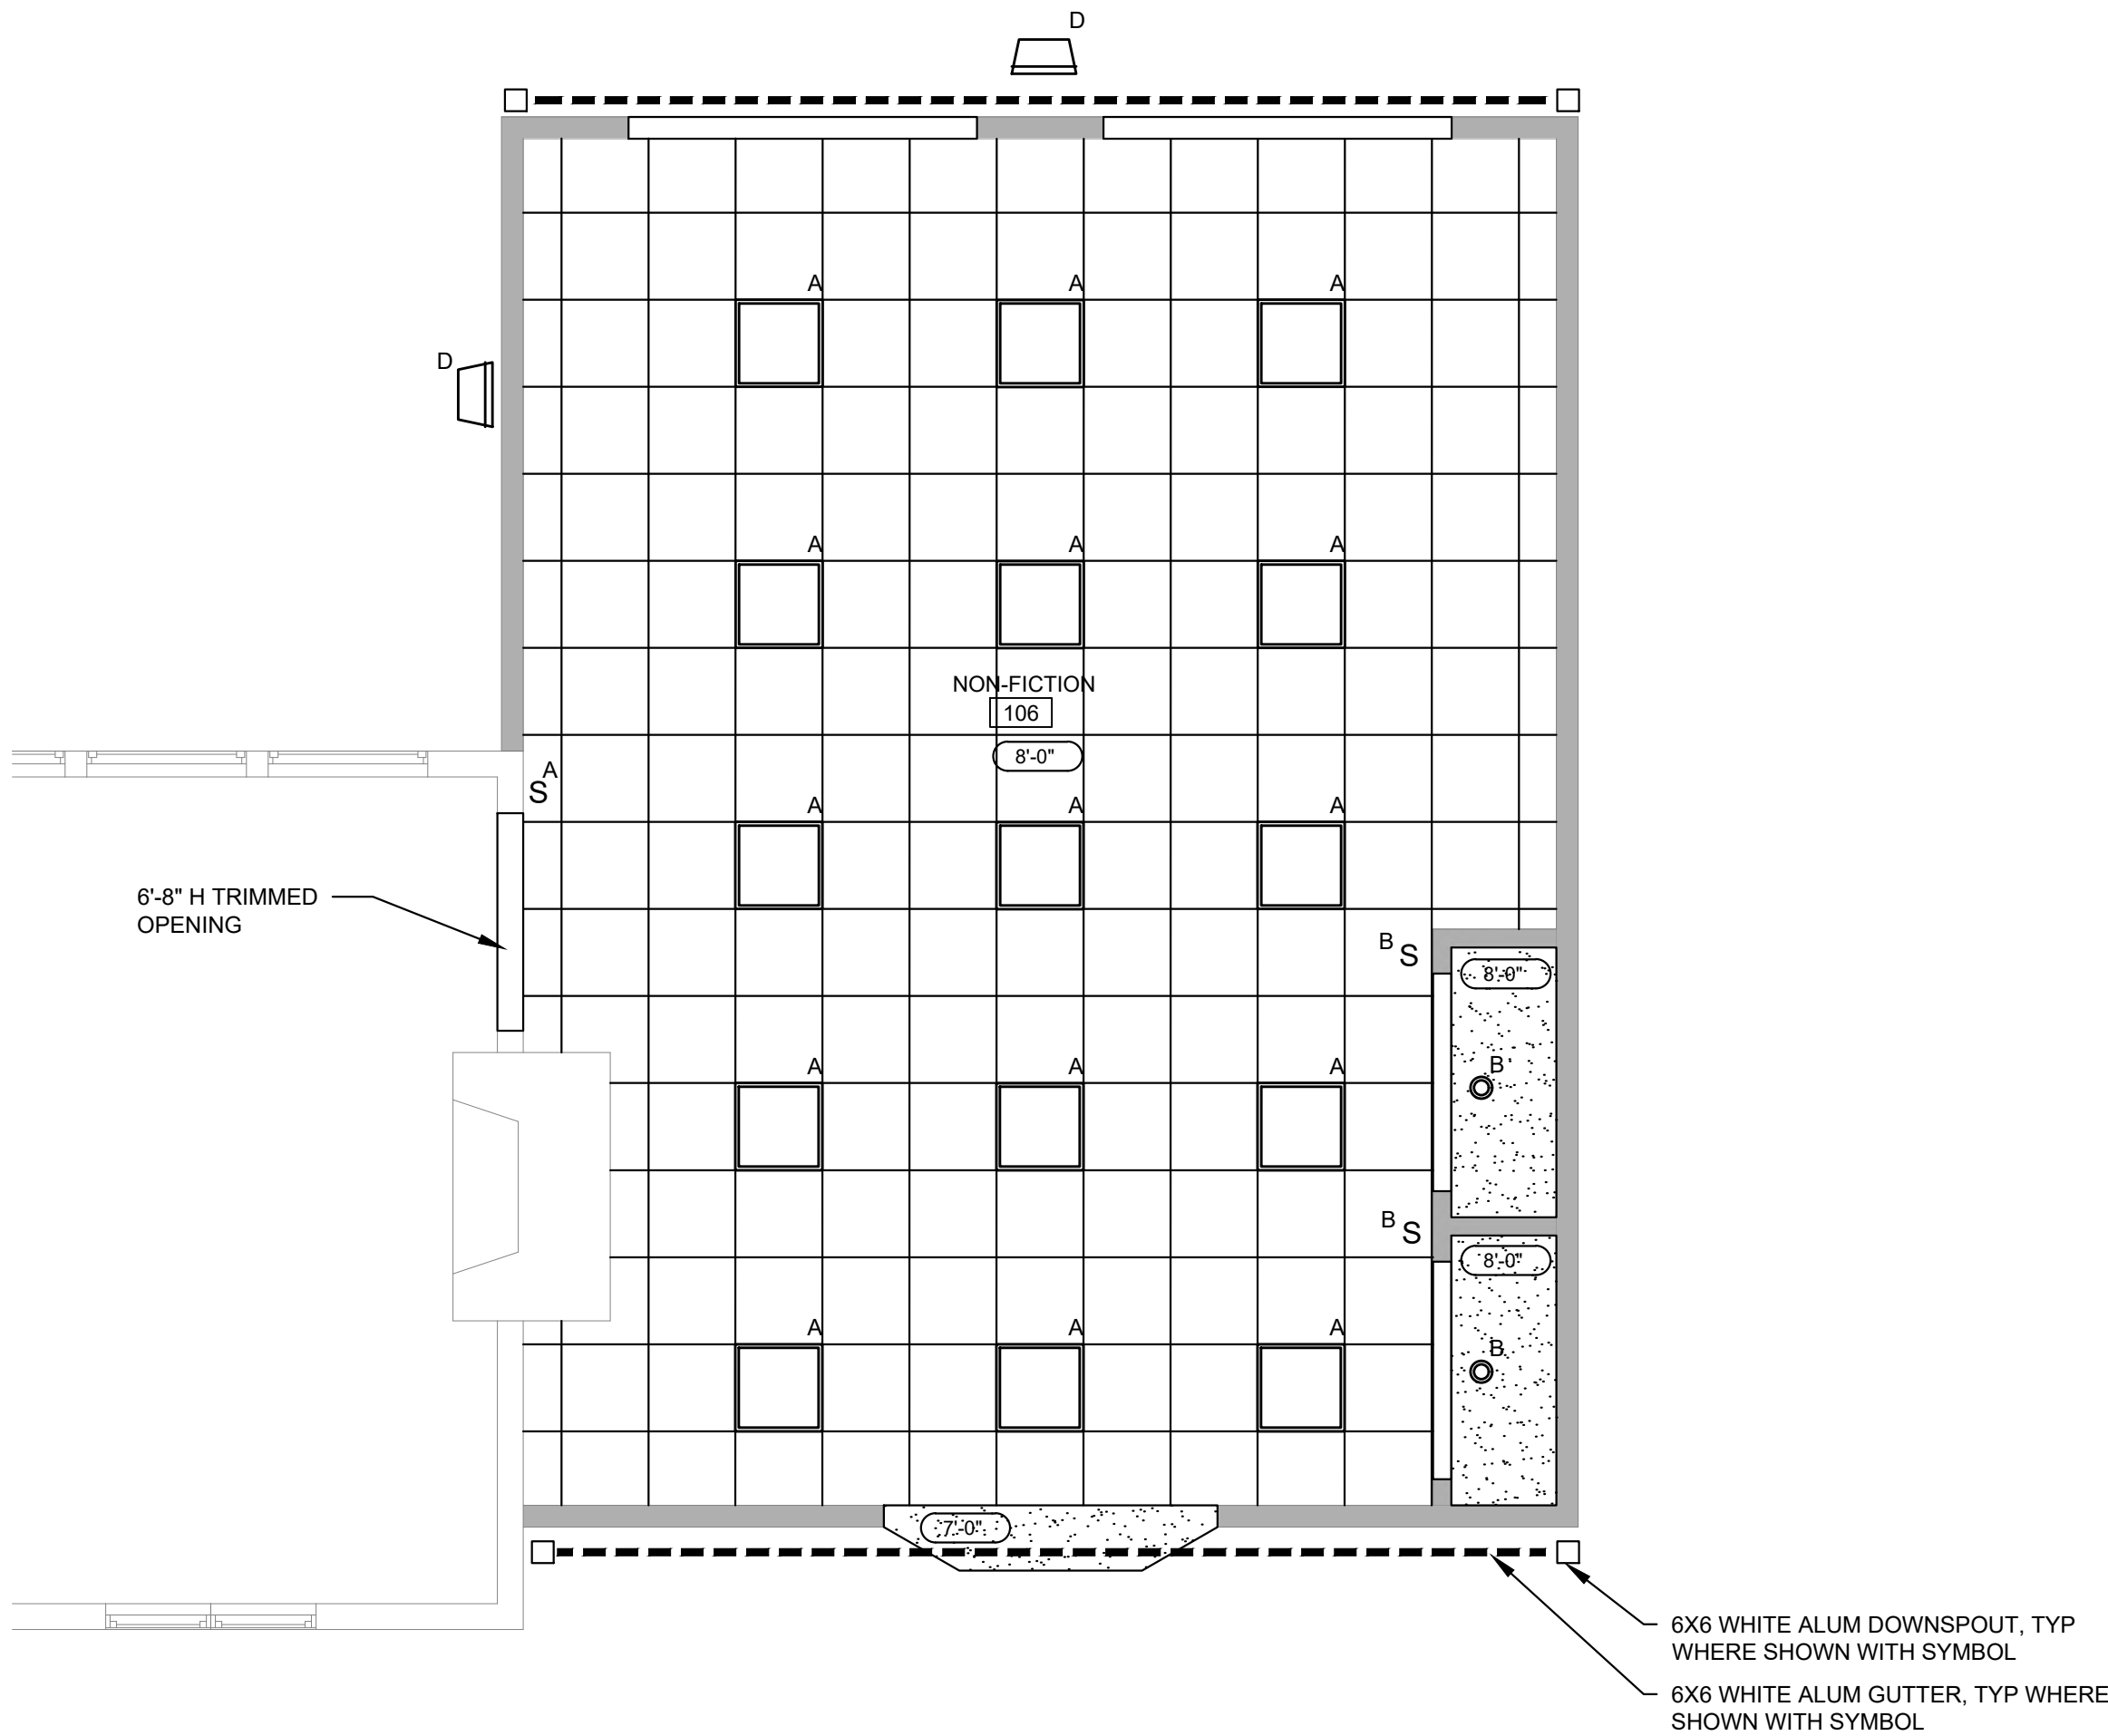 D
A A A
D
A A A
NON-FICTION
106
8'-0"
A
S
A A A
6'-8" H TRIMMED
OPENING
B S
8'-0"
B
A A A
B S
8'-0"
A A A
B
7'-0"
6X6 WHITE ALUM DOWNSPOUT, TYP
WHERE SHOWN WITH SYMBOL
6X6 WHITE ALUM GUTTER, TYP WHERE
SHOWN WITH SYMBOL